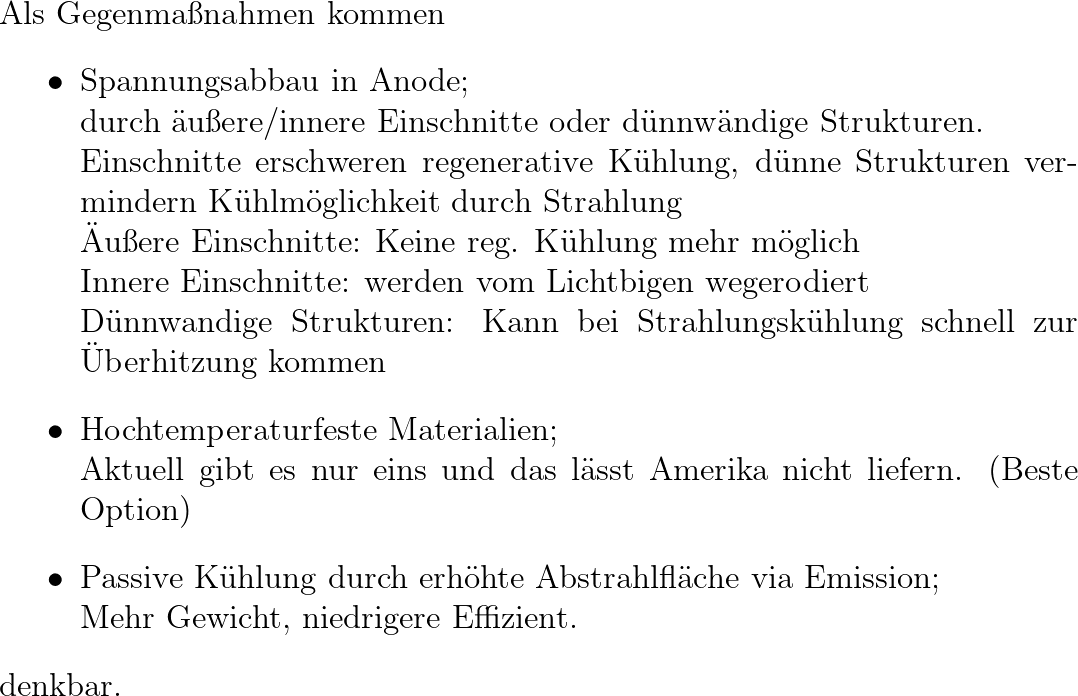 Als Gegenmaßnahmen kommen
• Spannungsabbau in Anode;
durch äußere/innere Einschnitte oder dünnwändige Strukturen.
Einschnitte erschweren regenerative Kühlung, dünne Strukturen ver-
mindern Kühlmöglichkeit durch Strahlung
Äußere Einschnitte: Keine reg. Kühlung mehr möglich
Innere Einschnitte: werden vom Lichtbigen wegerodiert
Dünnwandige Strukturen: Kann bei Strahlungskühlung schnell zur
Überhitzung kommen
• Hochtemperaturfeste Materialien;
Aktuell gibt es nur eins und das lässt Amerika nicht liefern. (Beste
Option)
• Passive Kühlung durch erhöhte Abstrahlfläche via Emission;
Mehr Gewicht, niedrigere Effizient.
denkbar.